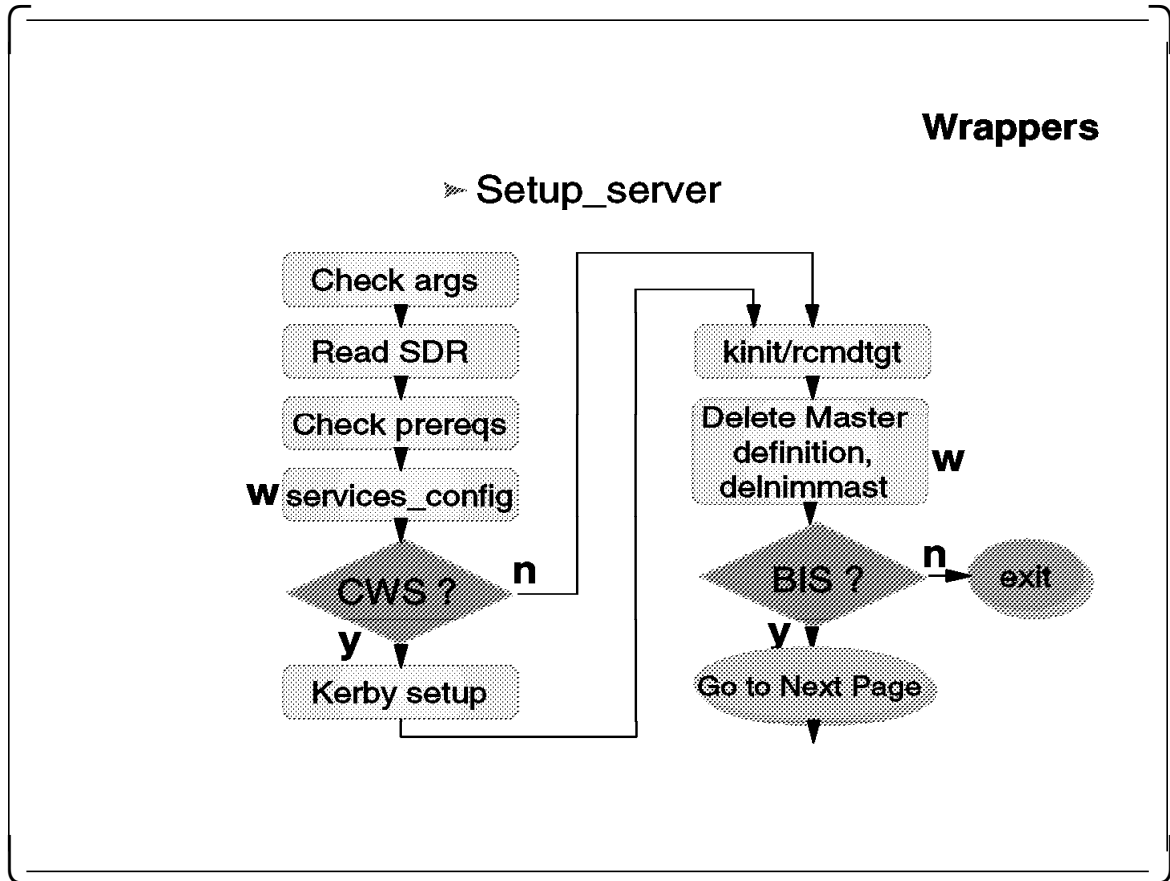 Wrappers
Setup_server
Check args
Read SDR
Check prereqs
w services_config
CWS ?
n
y
Kerby setup
kinit/rcmdtgt
Delete Master
definition,
delnimmast
w
BIS ?
n
exit
y
Go to Next Page